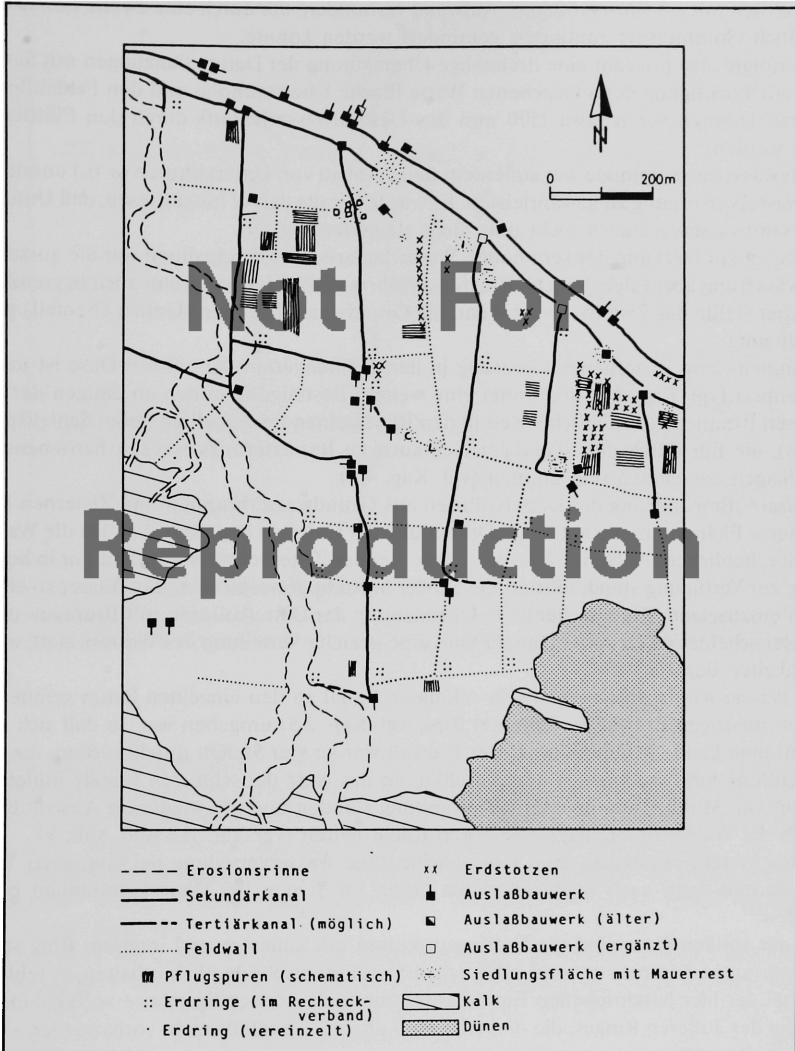 N
0 200m
Not For
Reproduction
Erosionsrinne
Sekundärkanal
Tertiärkanal (möglich)
Feldwall
Pflugspuren (schematisch)
Erdringe (im Rechteck-
verband)
Erdring (vereinzelt)
xx Erdstotzen
Auslaßbauwerk
Auslaßbauwerk (älter)
Auslaßbauwerk (ergänzt)
Siedlungsfläche mit Mauerrest
Kalk
Dünen